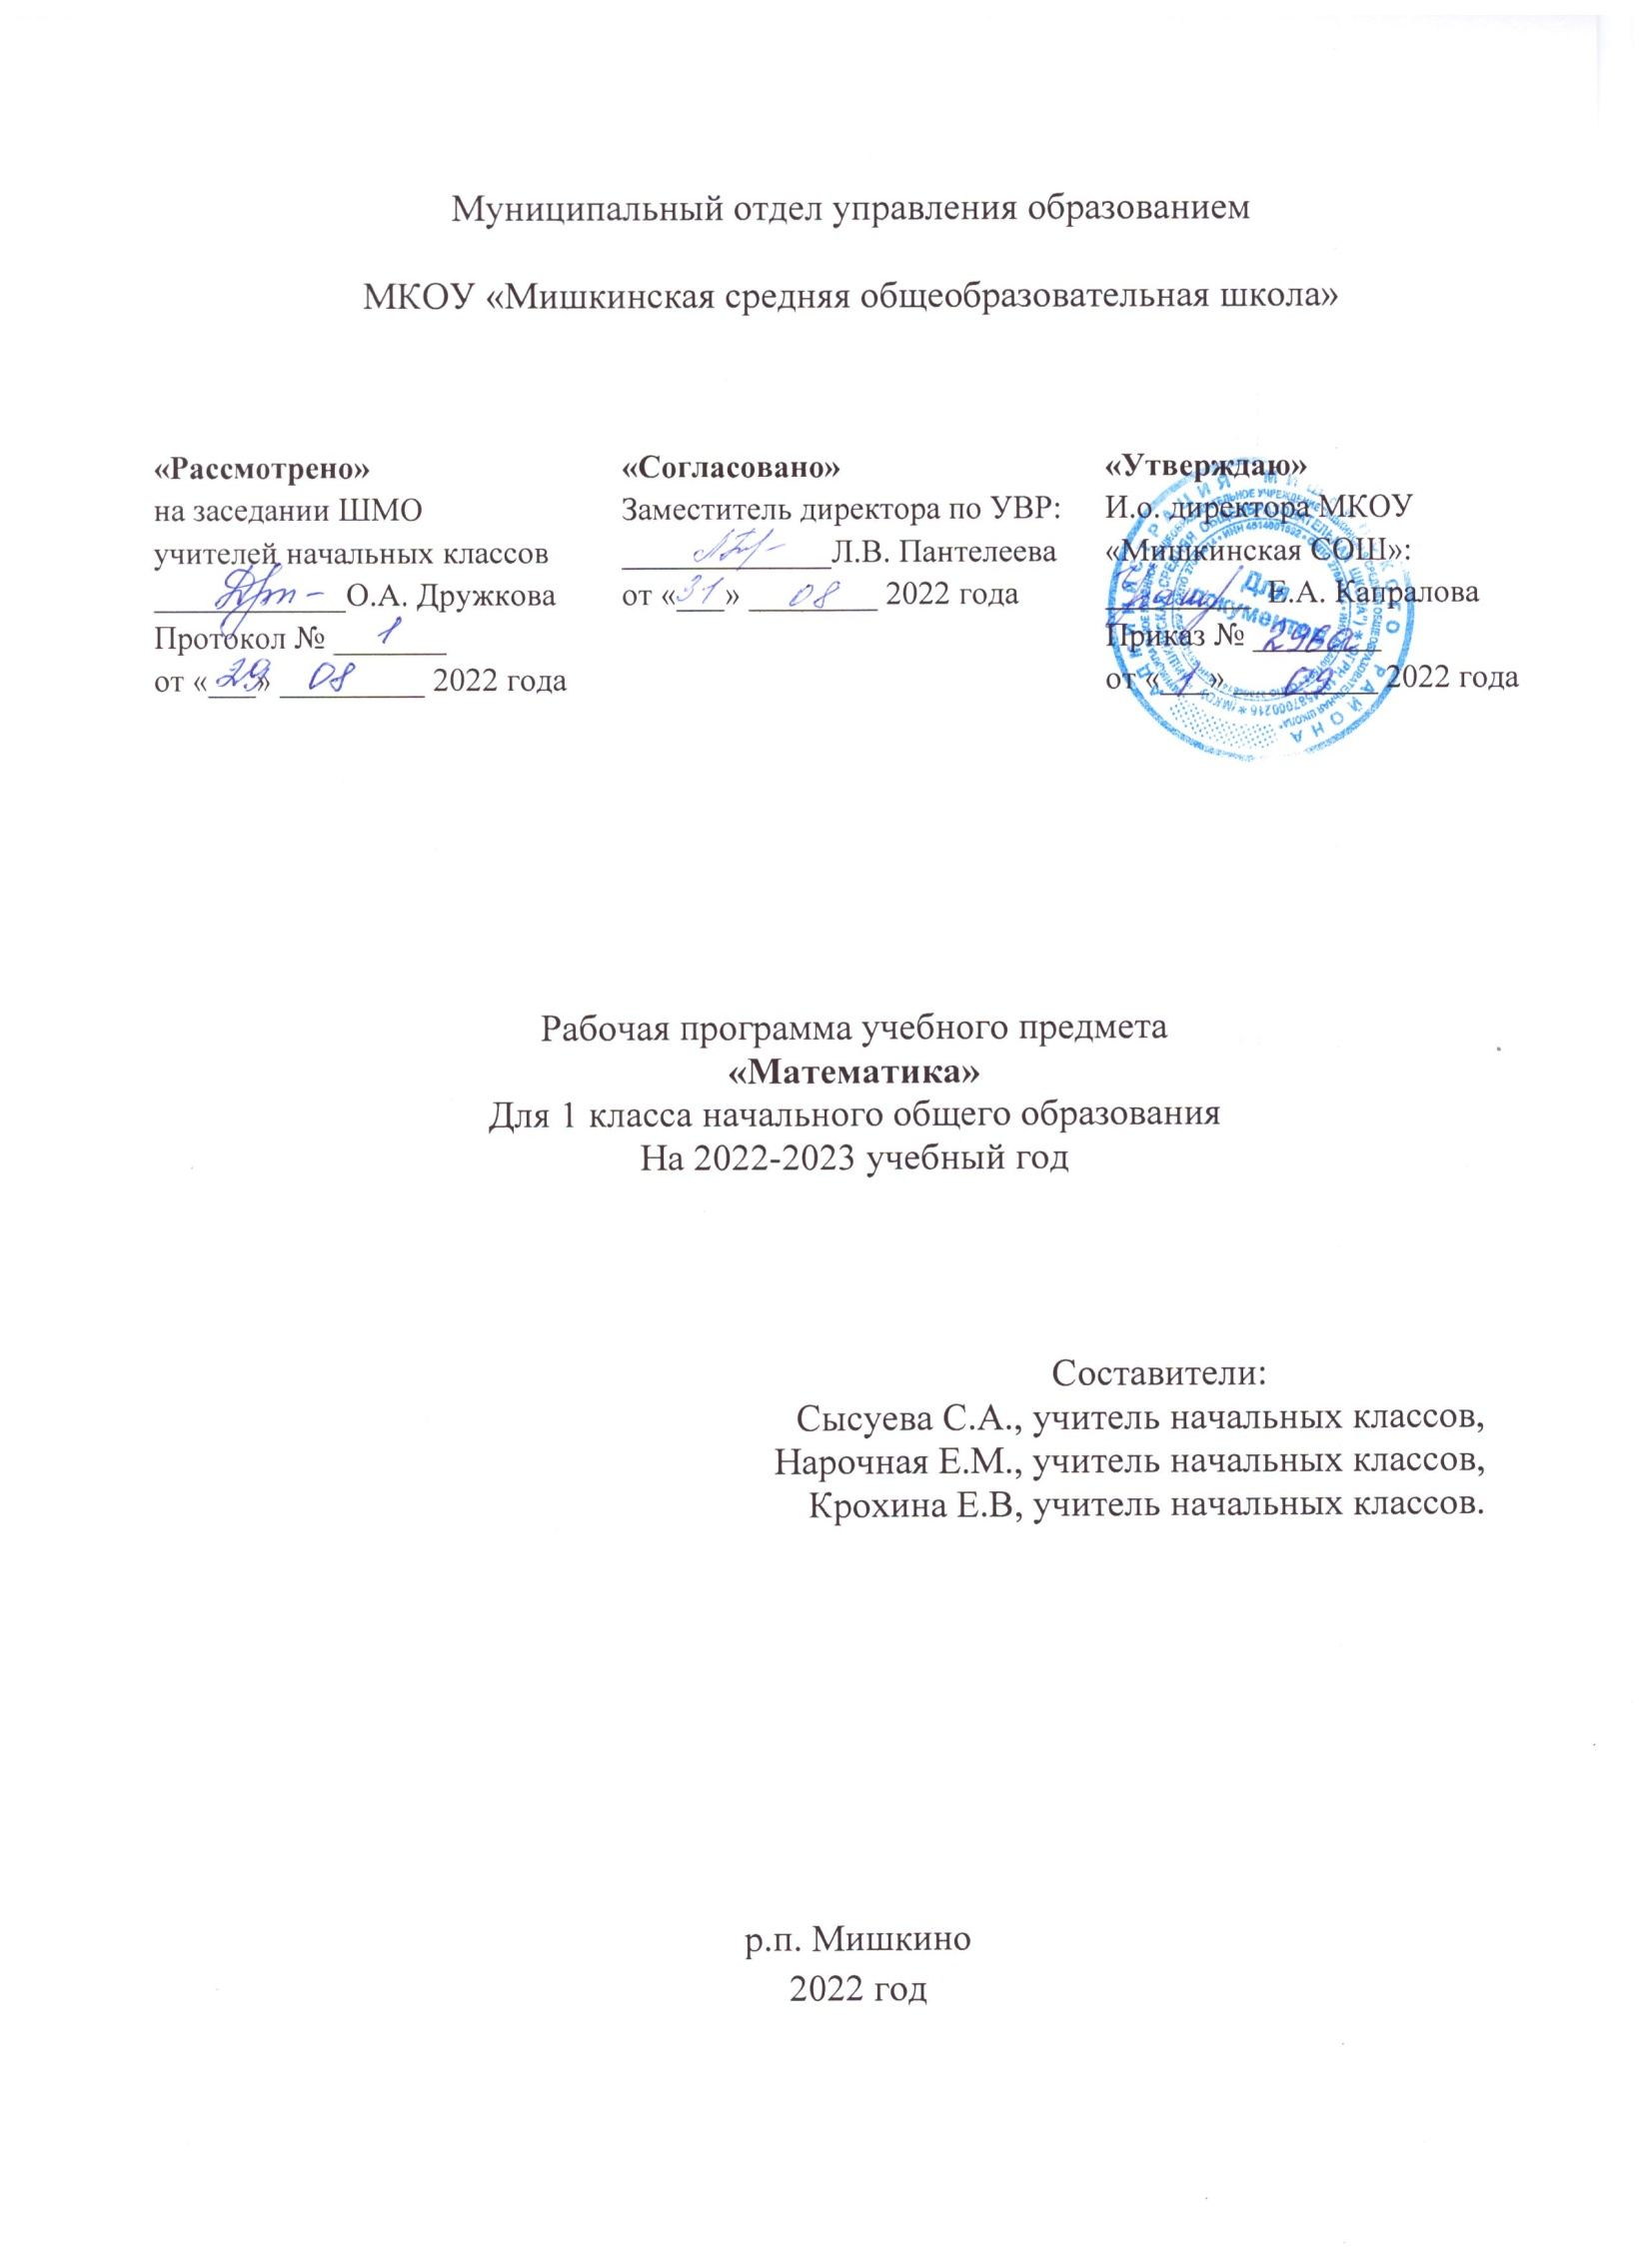 Муниципальный отдел управления образованием
МКОУ «Мишкинская средняя общеобразовательная школа»
«Рассмотрено»
на заседании ШМО
учителей начальных классов
О.А. Дружкова
Протокол № 1
от «29» 08 2022 года
«Согласовано»
Заместитель директора по УВР:
Л.В. Пантелеева
от «31» 08 2022 года
«Утверждаю»
И.о. директора МКОУ
«Мишкинская СОШ»:
Е.А. Капралова
Приказ №
от «1» 09 2022 года
Для
документов
Рабочая программа учебного предмета
«Математика»
Для 1 класса начального общего образования
На 2022-2023 учебный год
Составители:
Сысуева С.А., учитель начальных классов,
Нарочная Е.М., учитель начальных классов,
Крохина Е.В, учитель начальных классов.
р.п. Мишкино
2022 год